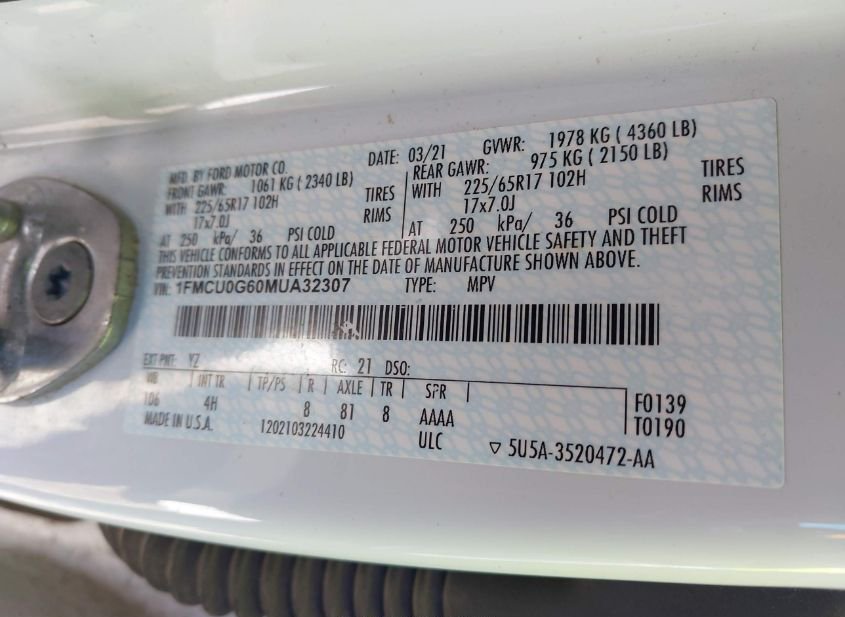 MFD. BY FORD MOTOR CO.
DATE: 03/21 GVWR: 1978 KG ( 4360 LB)
FRONT GAWR: 1061 KG ( 2340 LB) REAR GAWR: 975 KG ( 2150 LB)
WITH 225/65R17 102H TIRES WITH 225/65R17 102H TIRES
17x7.0J RIMS 17x7.0J RIMS
AT 250 kPa/ 36 PSI COLD AT 250 kPa/ 36 PSI COLD
THIS VEHICLE CONFORMS TO ALL APPLICABLE FEDERAL MOTOR VEHICLE SAFETY AND THEFT
PREVENTION STANDARDS IN EFFECT ON THE DATE OF MANUFACTURE SHOWN ABOVE.
VIN: 1FMCU0G60MUA32307 TYPE: MPV
EXT PNT: YZ RC: 21 DSO:
WB INT TR TP/PS R AXLE TR SPR
106 4H 8 81 8 AAAA F0139
MADE IN U.S.A. 1202103224410 ULC T0190
▽ 5U5A-3520472-AA